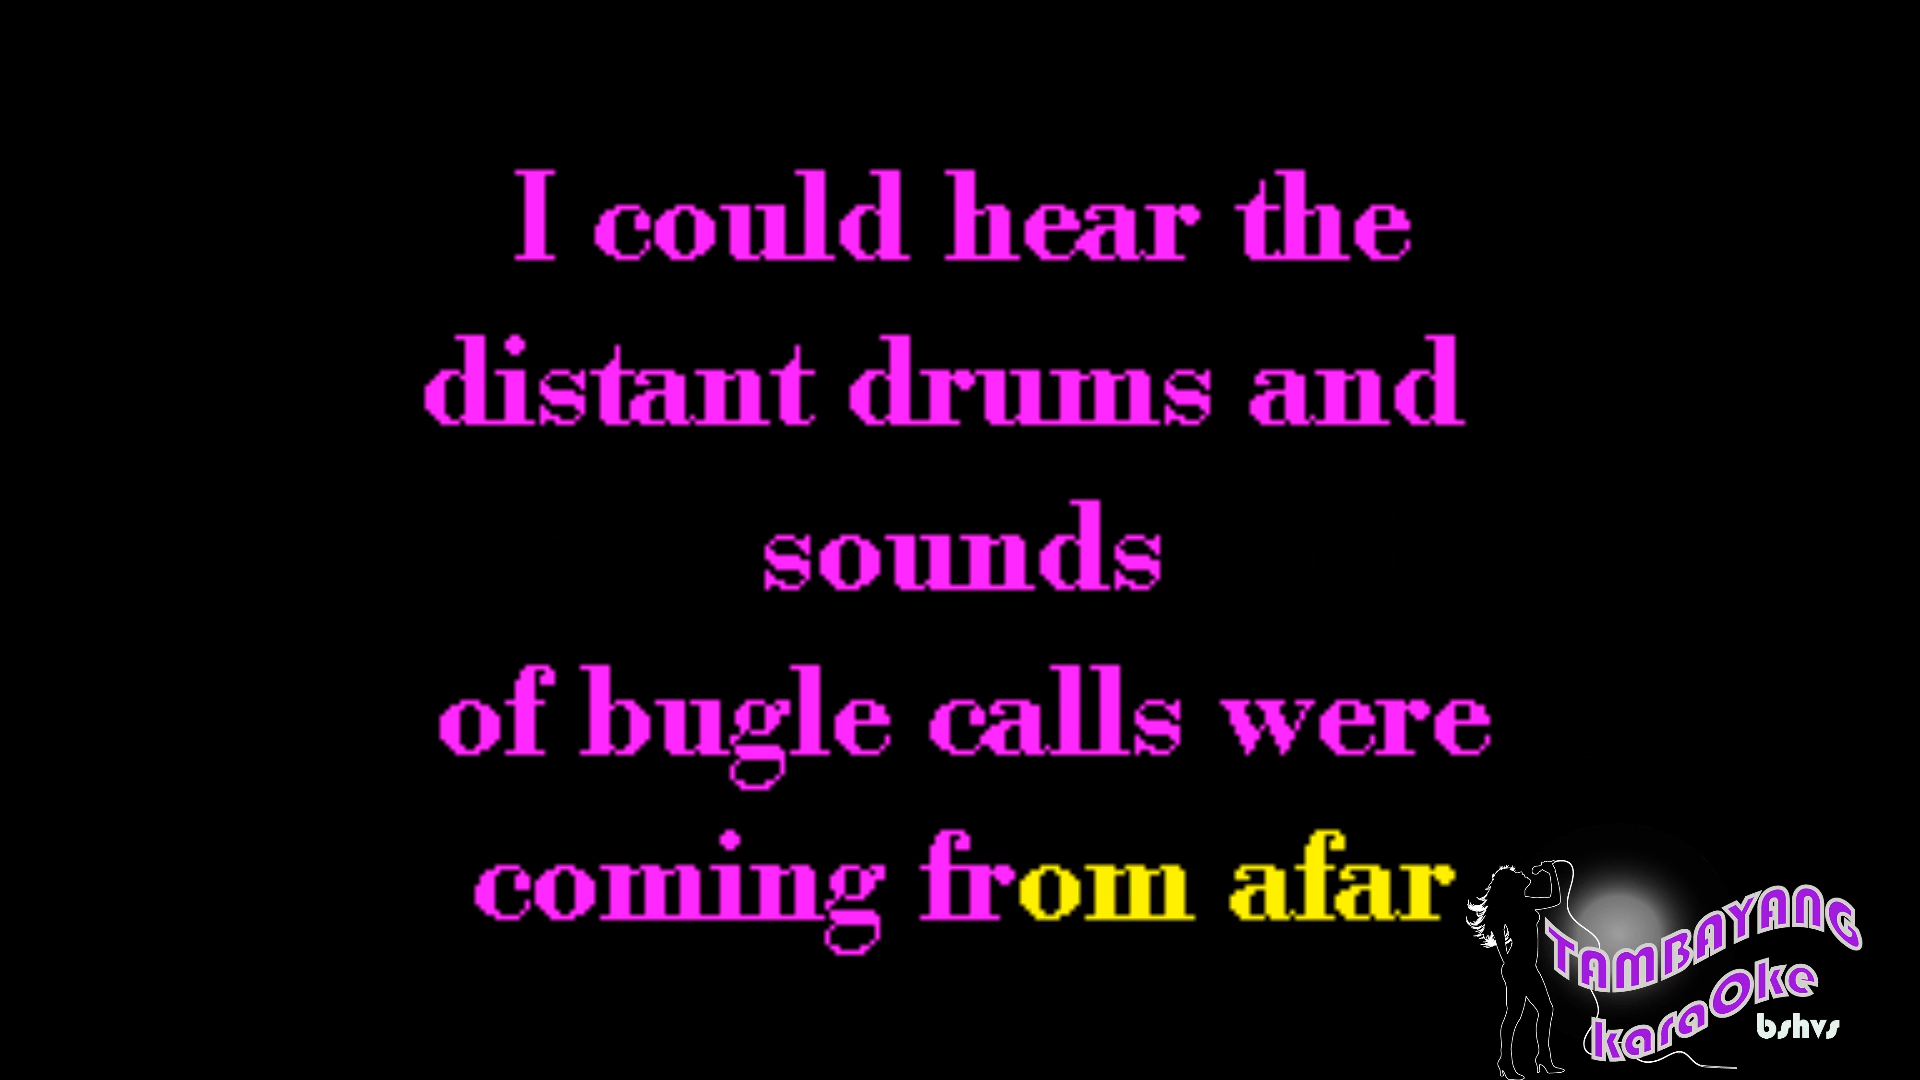 I could hear the
distant drums and
sounds
of bugle calls were
coming from afar
TAMBAYANG
karaOke
bshvs